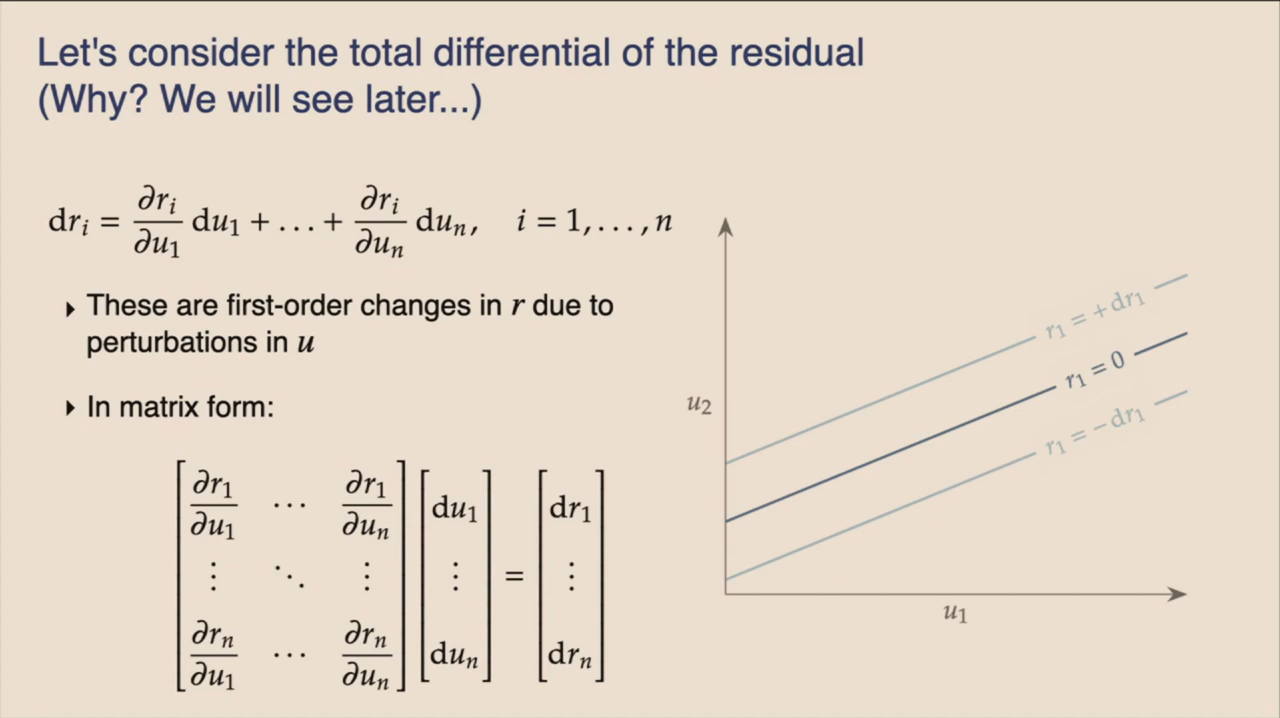 Let's consider the total differential of the residual
(Why? We will see later...)
dr_i = ∂r_i/∂u_1 du_1 + … + ∂r_i/∂u_n du_n, i = 1, …, n
▸ These are first-order changes in r due to
perturbations in u
▸ In matrix form:
[∂r_1/∂u_1 ⋯ ∂r_1/∂u_n] [du_1] [dr_1]
[⋮ ⋱ ⋮] [⋮] = [⋮]
[∂r_n/∂u_1 ⋯ ∂r_n/∂u_n] [du_n] [dr_n]
r_1 = +dr_1
r_1 = 0
r_1 = −dr_1
u_2
u_1